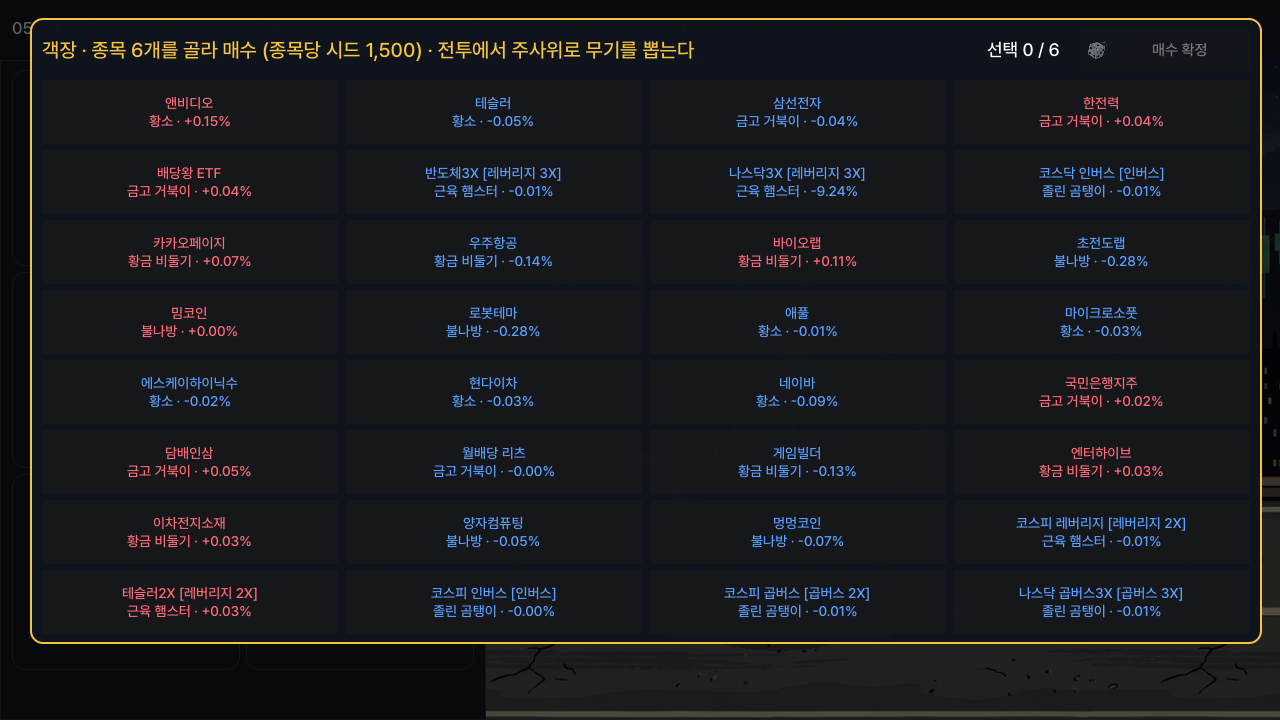 05
객장 · 종목 6개를 골라 매수 (종목당 시드 1,500) · 전투에서 주사위로 무기를 뽑는다
선택 0 / 6
매수 확정
앤비디오
황소 · +0.15%
테슬러
황소 · -0.05%
삼선전자
금고 거북이 · -0.04%
한전력
금고 거북이 · +0.04%
배당왕 ETF
금고 거북이 · +0.04%
반도체3X [레버리지 3X]
근육 햄스터 · -0.01%
나스닥3X [레버리지 3X]
근육 햄스터 · -9.24%
코스닥 인버스 [인버스]
졸린 곰탱이 · -0.01%
카카오페이지
황금 비둘기 · +0.07%
우주항공
황금 비둘기 · -0.14%
바이오랩
황금 비둘기 · +0.11%
초전도랩
불나방 · -0.28%
밈코인
불나방 · +0.00%
로봇테마
불나방 · -0.28%
애풀
황소 · -0.01%
마이크로소풋
황소 · -0.03%
에스케이하이닉수
황소 · -0.02%
현다이차
황소 · -0.03%
네이바
황소 · -0.09%
국민은행지주
금고 거북이 · +0.02%
담배인삼
금고 거북이 · +0.05%
월배당 리츠
금고 거북이 · -0.00%
게임빌더
황금 비둘기 · -0.13%
엔터하이브
황금 비둘기 · +0.03%
이차전지소재
황금 비둘기 · +0.03%
양자컴퓨팅
불나방 · -0.05%
멍멍코인
불나방 · -0.07%
코스피 레버리지 [레버리지 2X]
근육 햄스터 · -0.01%
테슬러2X [레버리지 2X]
근육 햄스터 · +0.03%
코스피 인버스 [인버스]
졸린 곰탱이 · -0.00%
코스피 곱버스 [곱버스 2X]
졸린 곰탱이 · -0.01%
나스닥 곱버스3X [곱버스 3X]
졸린 곰탱이 · -0.01%